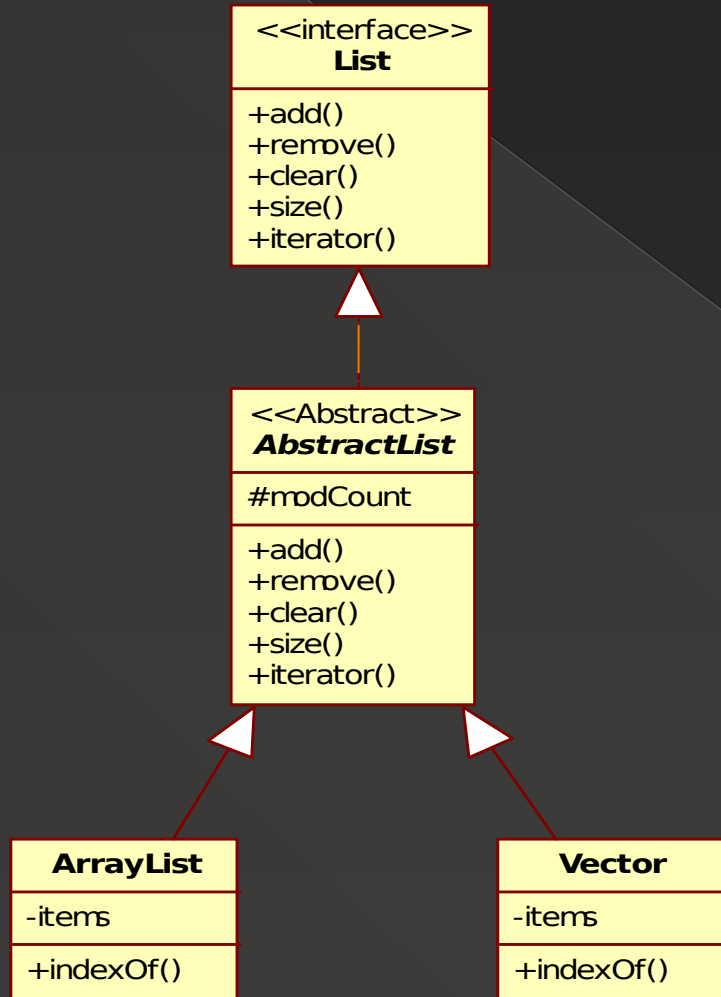 <<interface>>
List
+add()
+remove()
+clear()
+size()
+iterator()
<<Abstract>>
AbstractList
#modCount
+add()
+remove()
+clear()
+size()
+iterator()
ArrayList
-items
+indexOf()
Vector
-items
+indexOf()